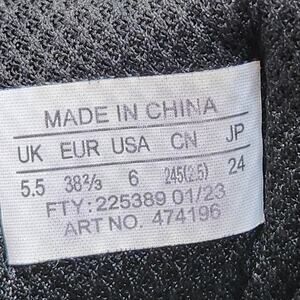 MADE IN CHINA
UK EUR USA CN JP
5.5 38⅔ 6 245(2.5) 24
FTY: 225389 01/23
ART NO. 474196